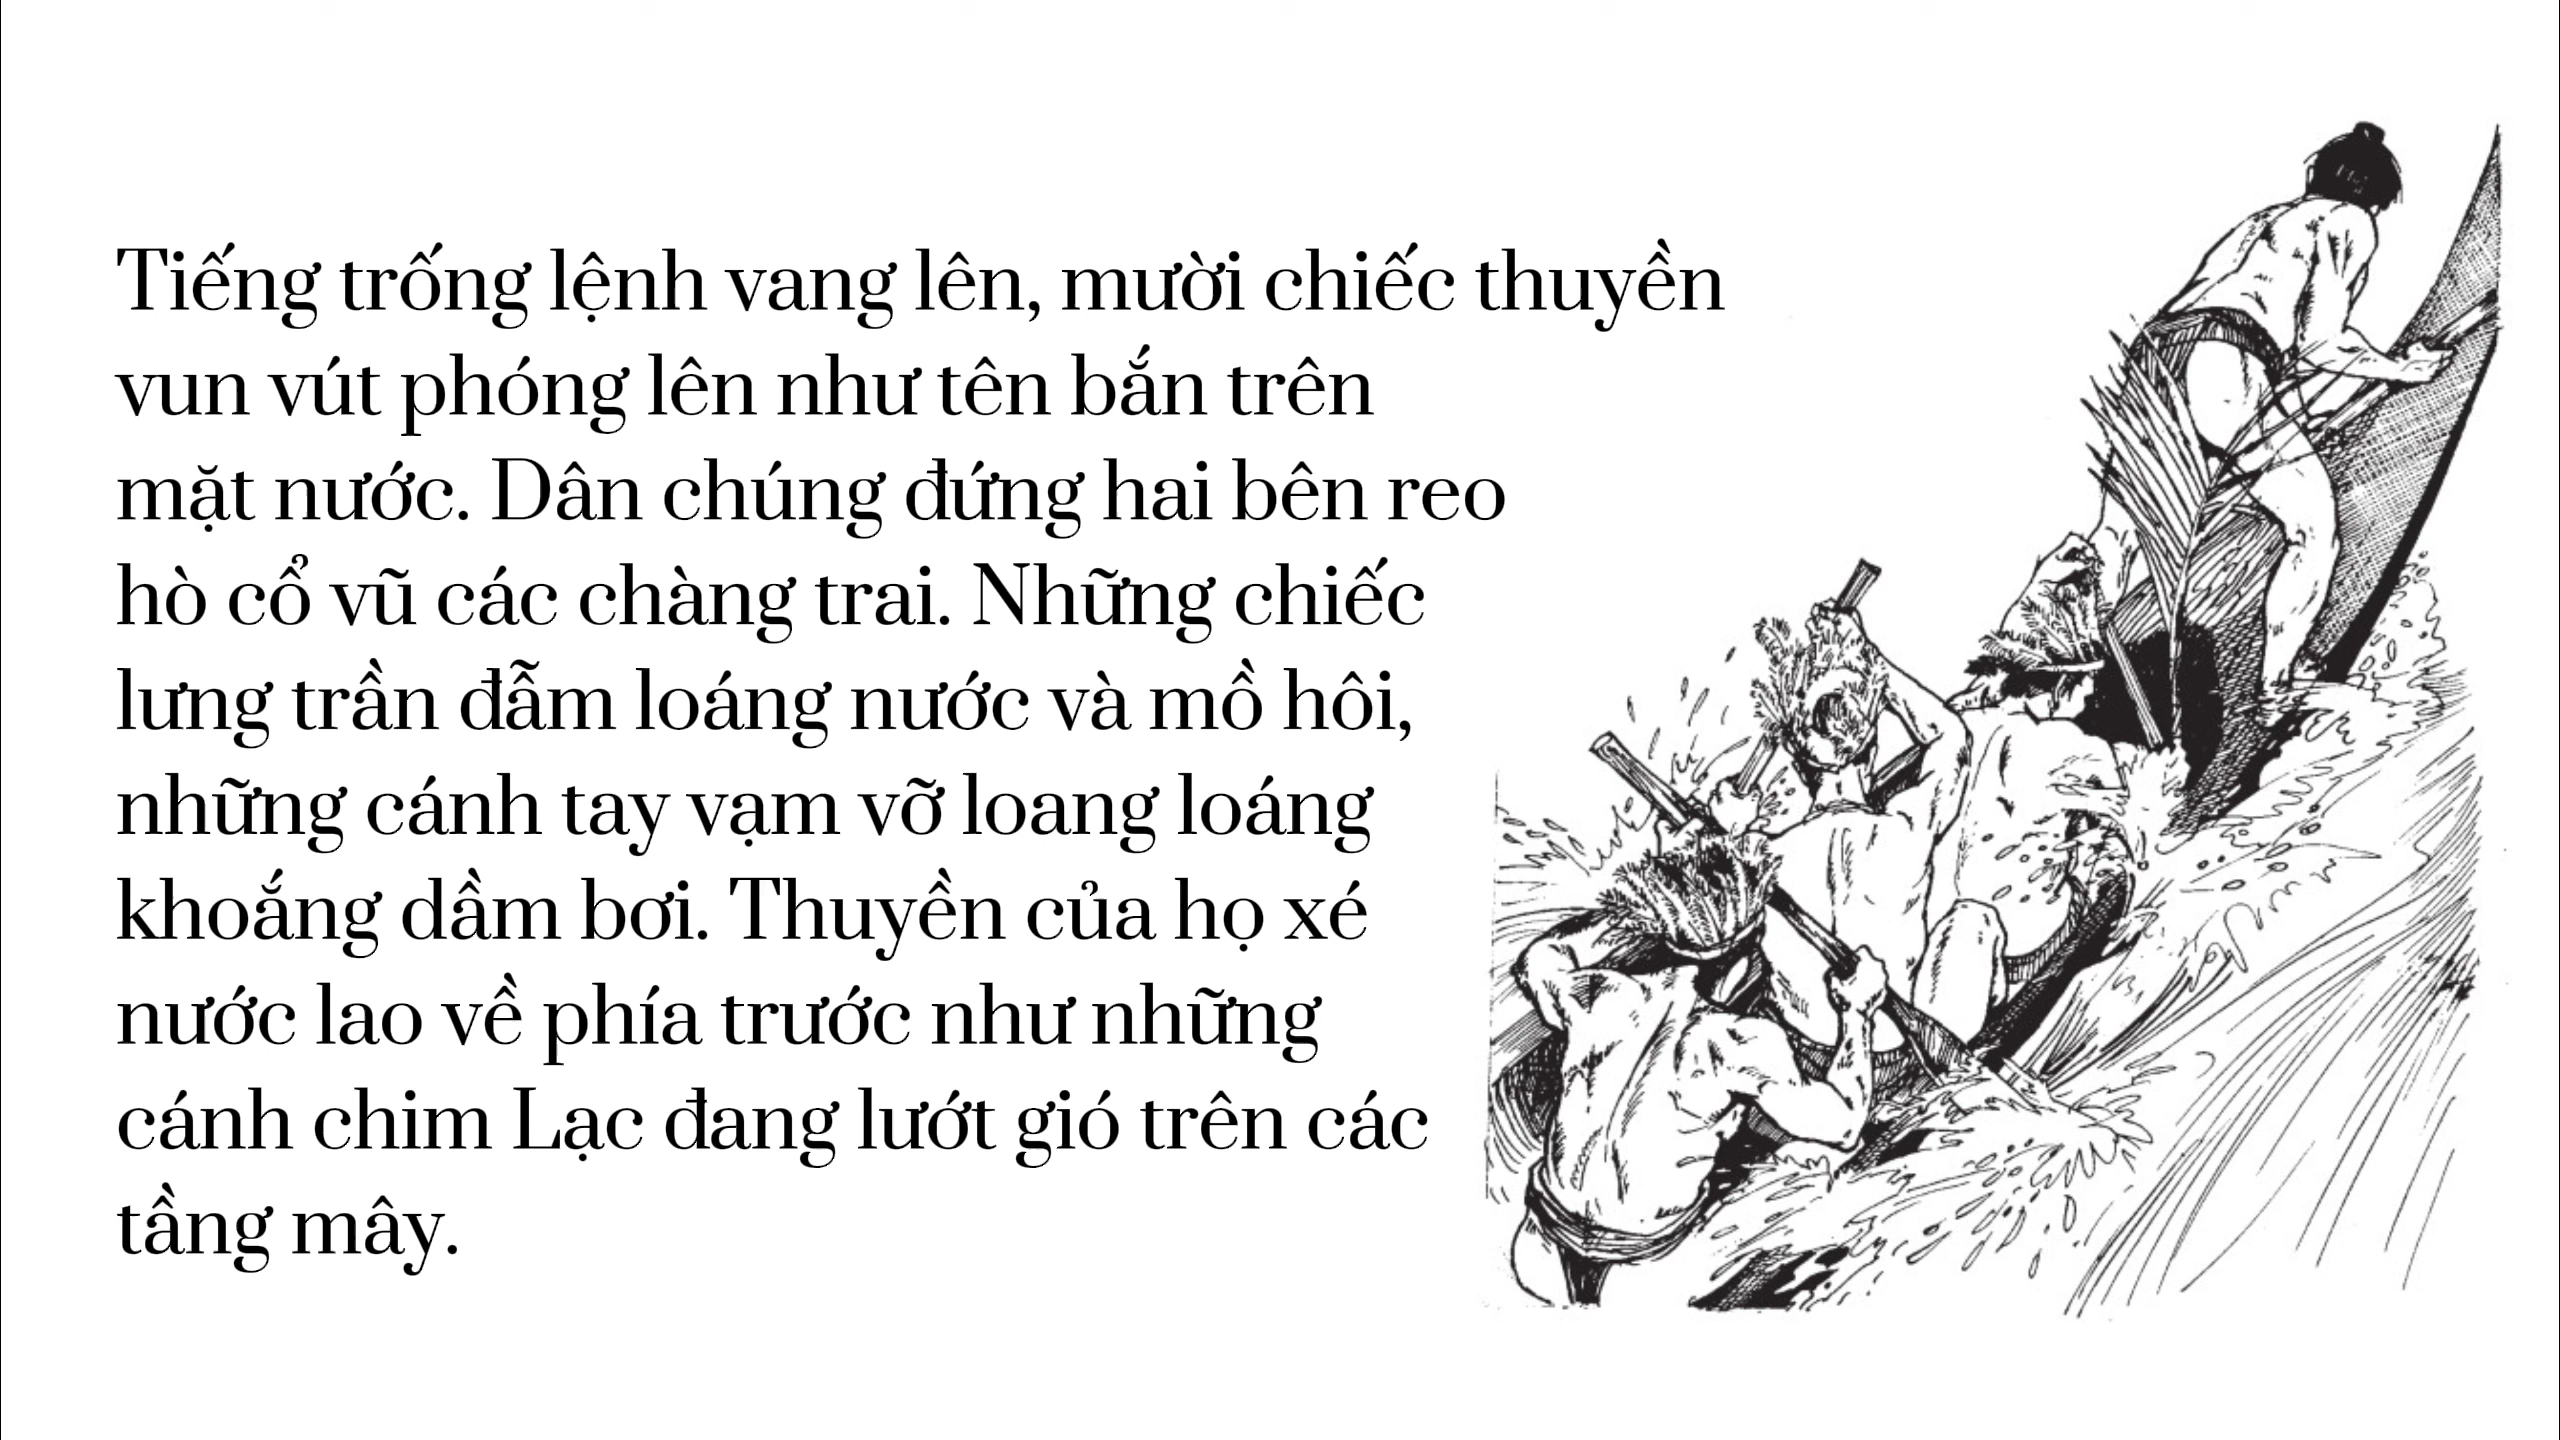 Tiếng trống lệnh vang lên, mười chiếc thuyền
vun vút phóng lên như tên bắn trên
mặt nước. Dân chúng đứng hai bên reo
hò cổ vũ các chàng trai. Những chiếc
lưng trần đẫm loáng nước và mồ hôi,
những cánh tay vạm vỡ loang loáng
khoắng dầm bơi. Thuyền của họ xé
nước lao về phía trước như những
cánh chim Lạc đang lướt gió trên các
tầng mây.